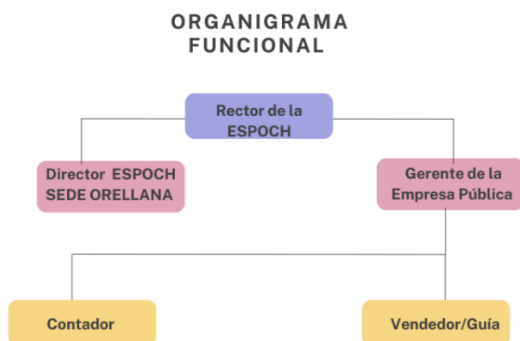 ORGANIGRAMA
FUNCIONAL
Rector de la
ESPOCH
Director ESPOCH
SEDE ORELLANA
Gerente de la
Empresa Pública
Contador
Vendedor/Guía